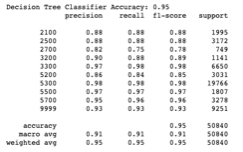 Decision Tree Classifier Accuracy: 0.95
precision recall f1-score support
2100 0.88 0.88 0.88 1995
2500 0.88 0.88 0.88 3172
2700 0.82 0.75 0.78 749
3200 0.90 0.88 0.89 1141
3300 0.97 0.98 0.98 6650
5200 0.86 0.84 0.85 3031
5300 0.98 0.98 0.98 19766
5500 0.97 0.97 0.97 1807
5700 0.95 0.96 0.96 3278
9999 0.93 0.93 0.93 9251
accuracy 0.95 50840
macro avg 0.91 0.91 0.91 50840
weighted avg 0.95 0.95 0.95 50840